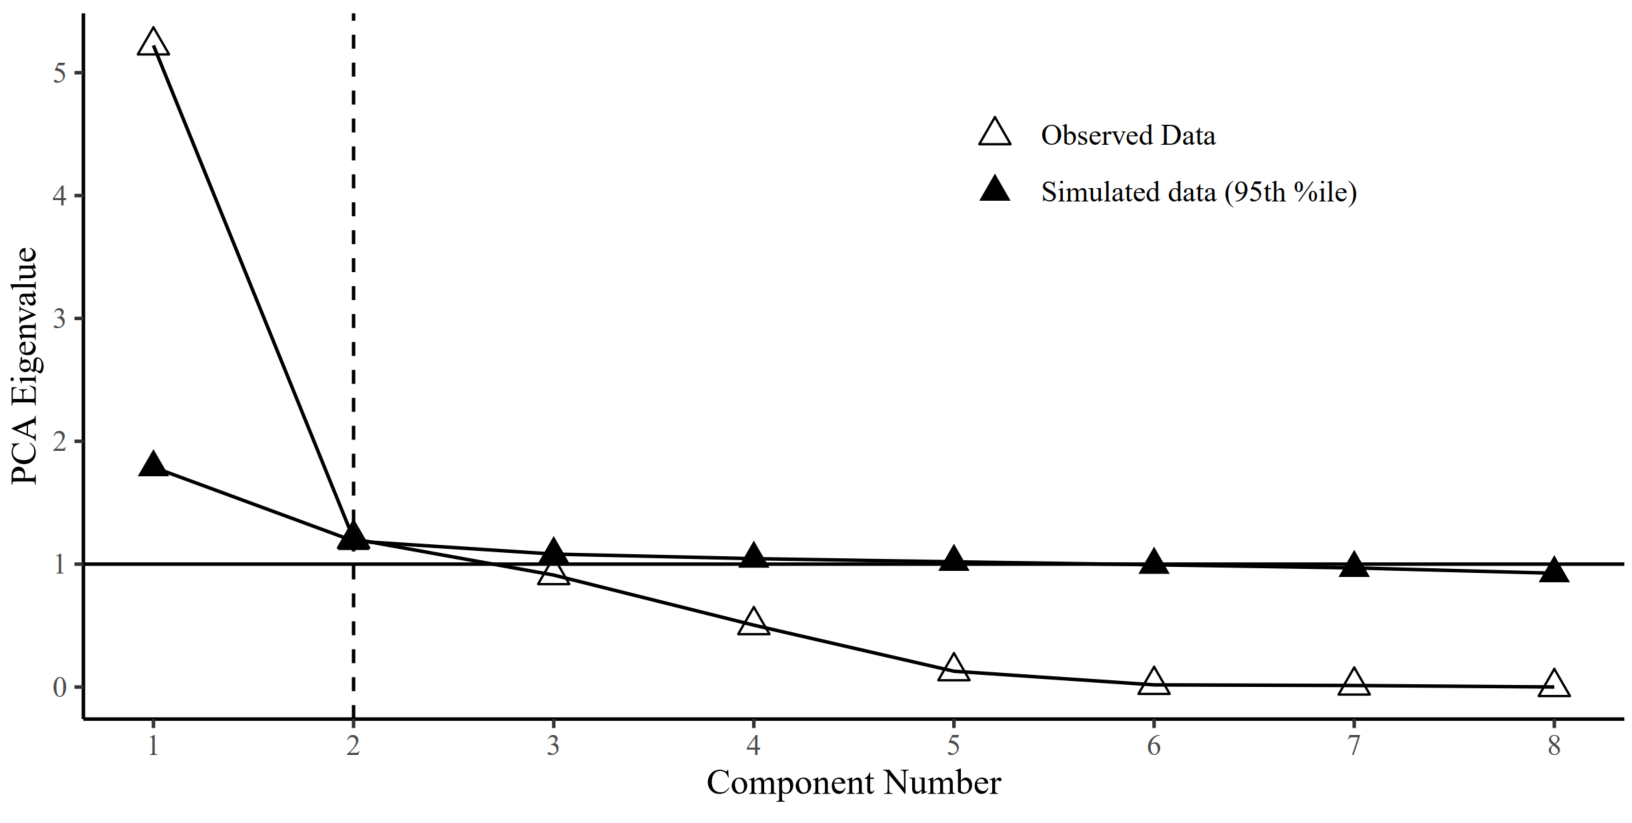 5
4
3
2
1
0
PCA Eigenvalue
Observed Data
Simulated data (95th %ile)
1 2 3 4 5 6 7 8
Component Number